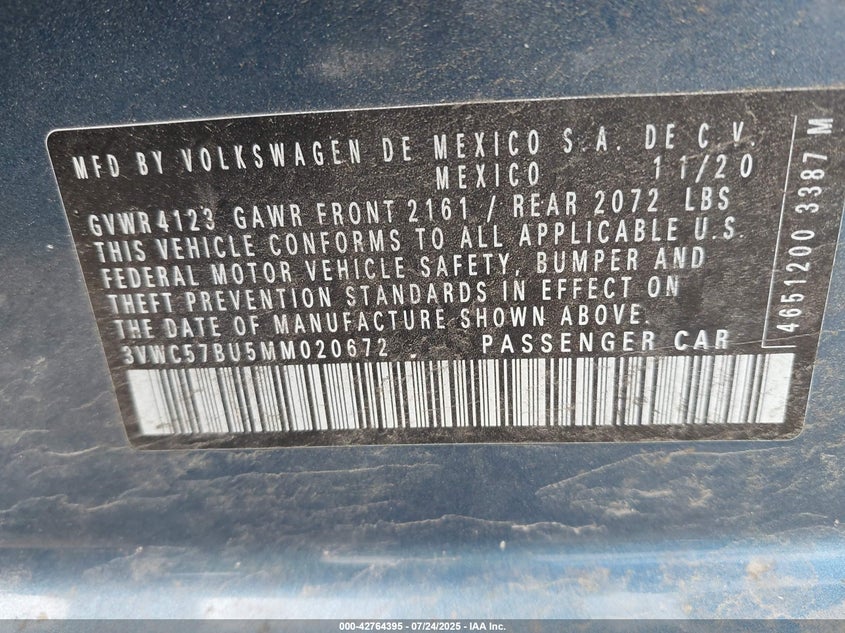 MFD BY VOLKSWAGEN DE MEXICO S.A. DE C.V.
MEXICO 11/20
GVWR4123 GAWR FRONT 2161 / REAR 2072 LBS
THIS VEHICLE CONFORMS TO ALL APPLICABLE U.S.
FEDERAL MOTOR VEHICLE SAFETY, BUMPER AND
THEFT PREVENTION STANDARDS IN EFFECT ON
THE DATE OF MANUFACTURE SHOWN ABOVE.
3VWC57BU5MM020672 PASSENGER CAR
4651200 3387 M
000-42764395 - 07/24/2025 - IAA Inc.